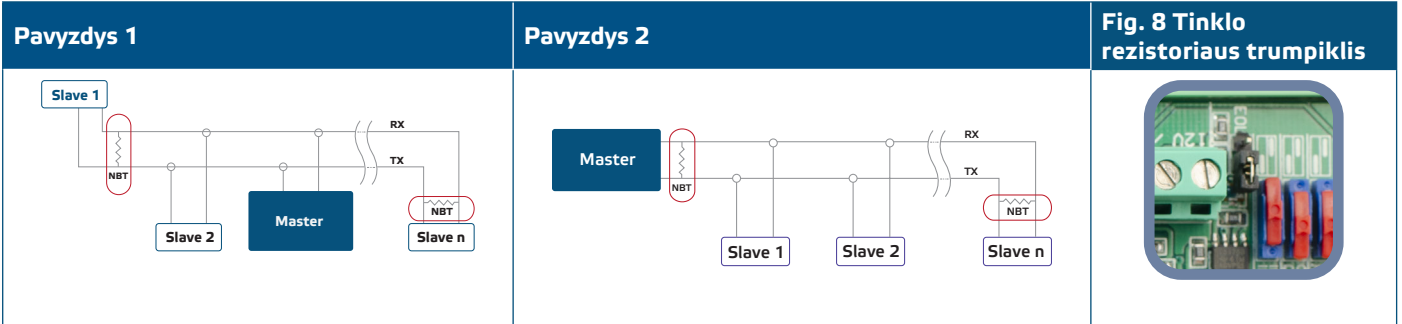 Pavyzdys 1
Pavyzdys 2
Fig. 8 Tinklo
rezistoriaus trumpiklis
Slave 1
RX
TX
NBT
NBT
Slave 2
Master
Slave n
Master
RX
TX
NBT
NBT
Slave 1
Slave 2
Slave n
12V